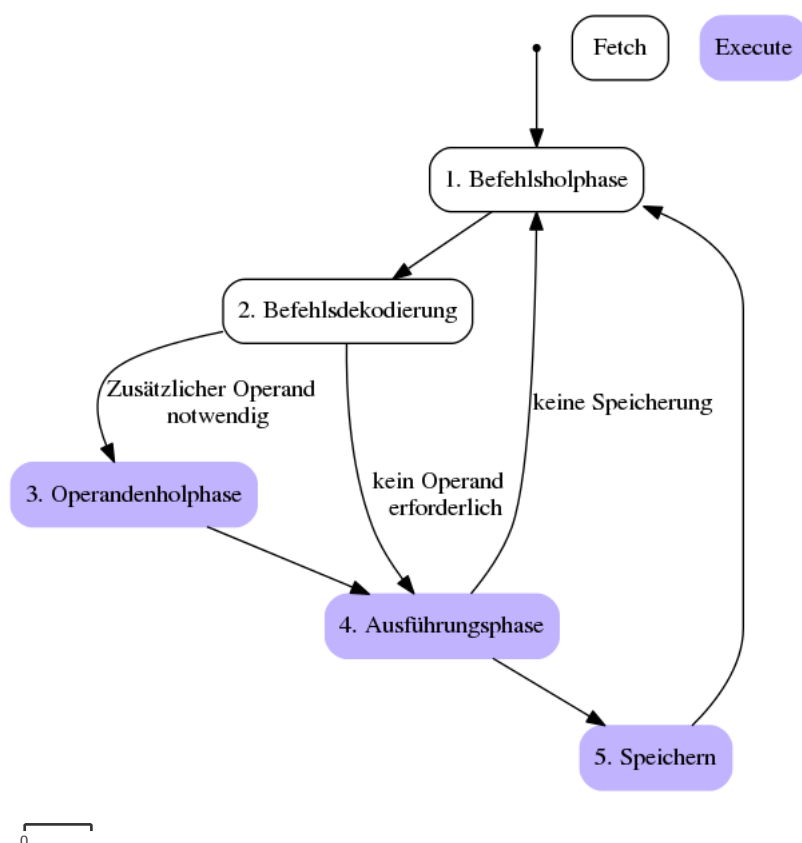 Fetch
Execute
1. Befehlsholphase
2. Befehlsdekodierung
Zusätzlicher Operand
notwendig
keine Speicherung
kein Operand
erforderlich
3. Operandenholphase
4. Ausführungsphase
5. Speichern
0